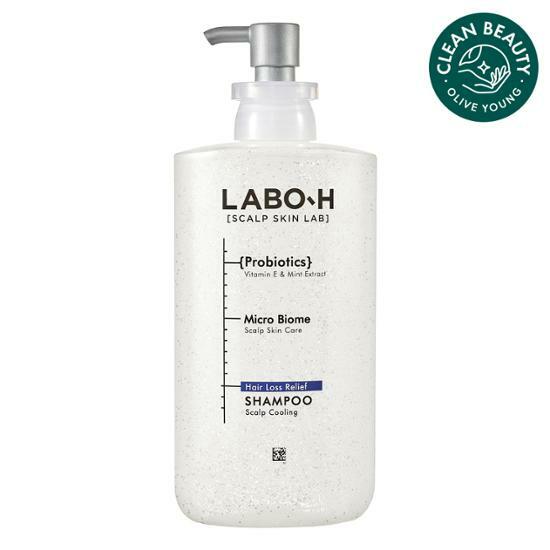 CLEAN BEAUTY
· OLIVE YOUNG ·
LABO-H
[SCALP SKIN LAB]
{Probiotics}
Vitamin E & Mint Extract
Micro Biome
Scalp Skin Care
Hair Loss Relief
SHAMPOO
Scalp Cooling